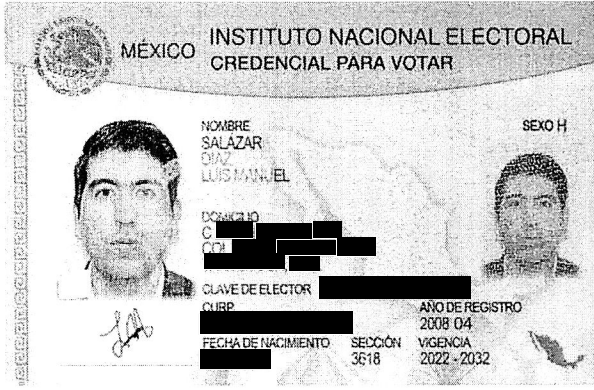 MÉXICO
INSTITUTO NACIONAL ELECTORAL
CREDENCIAL PARA VOTAR
NOMBRE
SALAZAR
DIAZ
LUIS MANUEL
SEXO H
DOMICILIO
C
COL
CLAVE DE ELECTOR
CURP
AÑO DE REGISTRO
2008 04
FECHA DE NACIMIENTO
SECCIÓN
3618
VIGENCIA
2022 - 2032